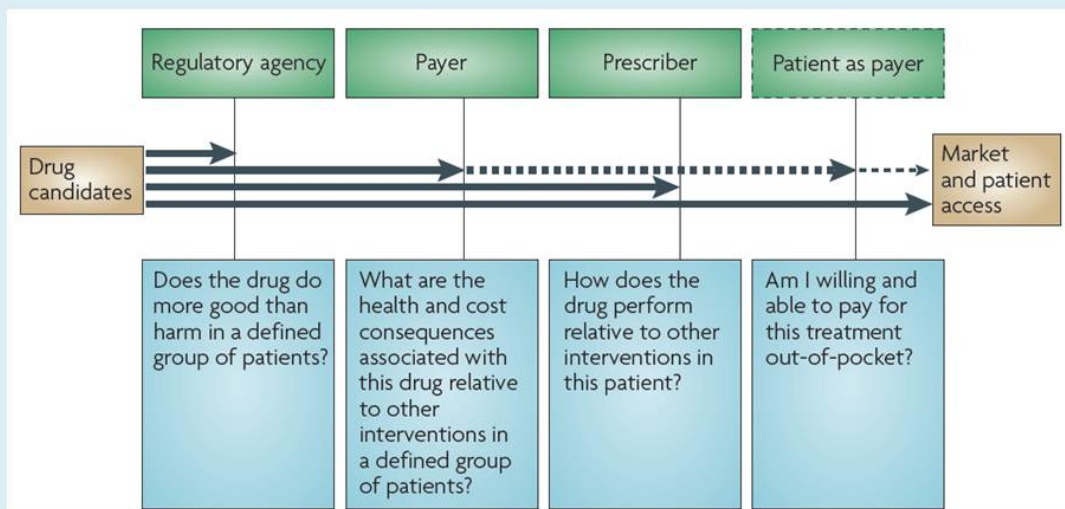 Regulatory agency
Payer
Prescriber
Patient as payer
Drug
candidates
Market
and patient
access
Does the drug do
more good than
harm in a defined
group of patients?
What are the
health and cost
consequences
associated with
this drug relative
to other
interventions in
a defined group
of patients?
How does the
drug perform
relative to other
interventions in
this patient?
Am I willing and
able to pay for
this treatment
out-of-pocket?